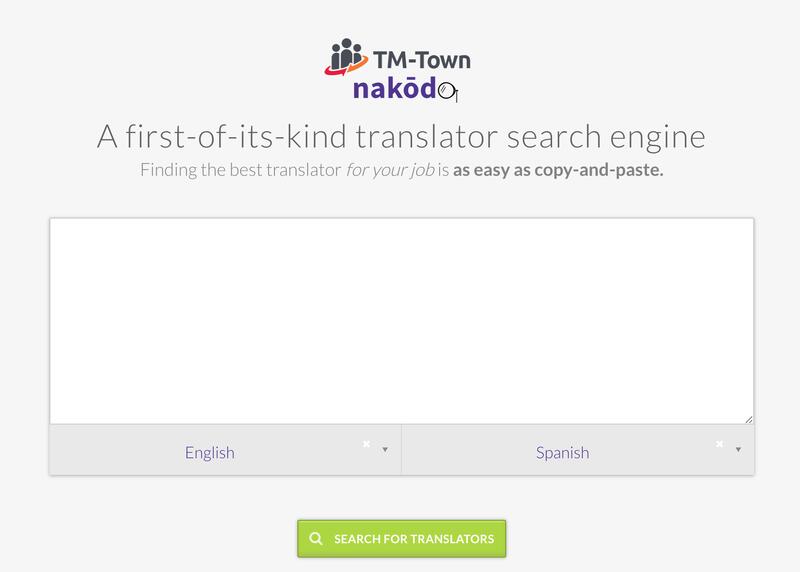 TM-Town
nakōdo
A first-of-its-kind translator search engine
Finding the best translator for your job is as easy as copy-and-paste.
English
Spanish
SEARCH FOR TRANSLATORS